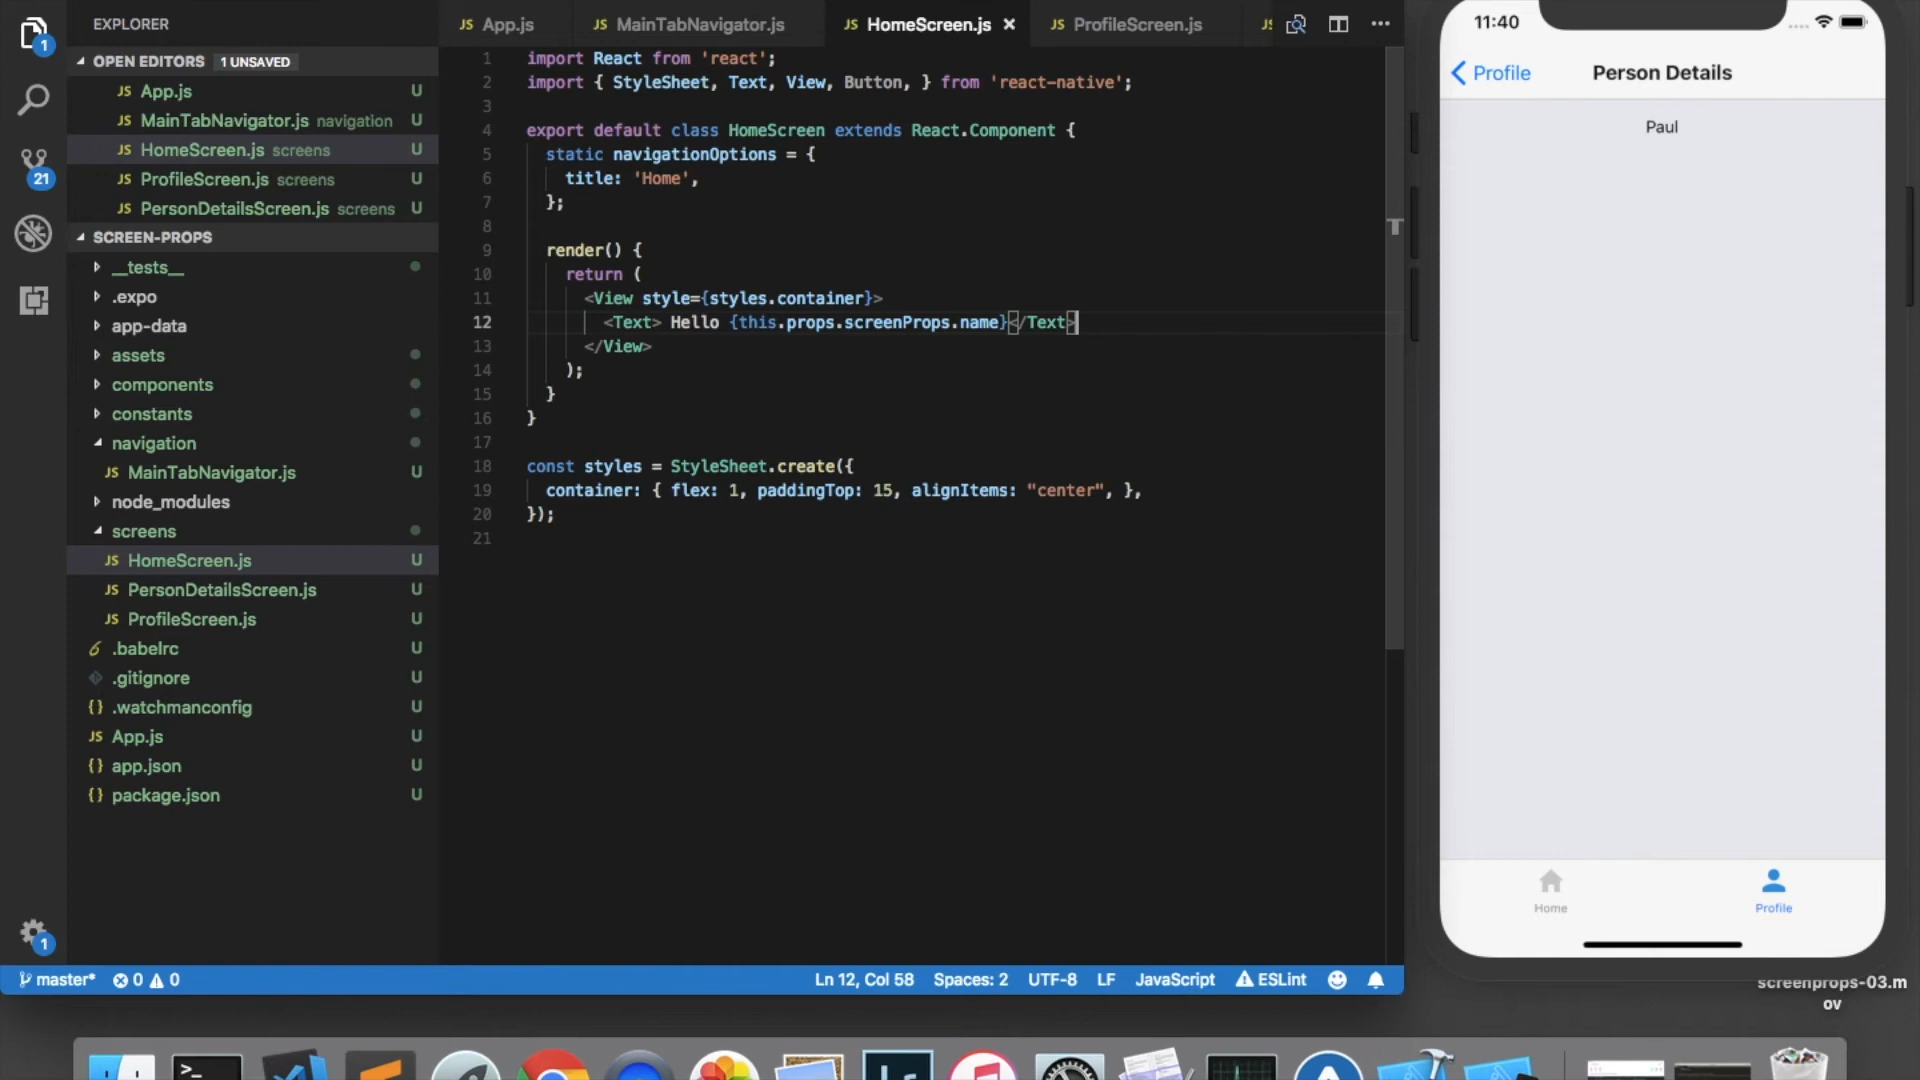 EXPLORER
OPEN EDITORS 1 UNSAVED
JS App.js U
JS MainTabNavigator.js navigation U
JS HomeScreen.js screens U
JS ProfileScreen.js screens U
JS PersonDetailsScreen.js screens U
SCREEN-PROPS
__tests__
.expo
app-data
assets
components
constants
navigation
JS MainTabNavigator.js U
node_modules
screens
JS HomeScreen.js U
JS PersonDetailsScreen.js U
JS ProfileScreen.js U
.babelrc U
.gitignore U
{} .watchmanconfig U
JS App.js U
{} app.json U
{} package.json U
1
21
1
JS App.js JS MainTabNavigator.js JS HomeScreen.js JS ProfileScreen.js JS
1 import React from 'react';
2 import { StyleSheet, Text, View, Button, } from 'react-native';
3
4 export default class HomeScreen extends React.Component {
5 static navigationOptions = {
6 title: 'Home',
7 };
8
9 render() {
10 return (
11 <View style={styles.container}>
12 <Text> Hello {this.props.screenProps.name}</Text>
13 </View>
14 );
15 }
16 }
17
18 const styles = StyleSheet.create({
19 container: { flex: 1, paddingTop: 15, alignItems: "center", },
20 });
21
master* 0 0 Ln 12, Col 58 Spaces: 2 UTF-8 LF JavaScript ESLint
11:40
Profile Person Details
Paul
Home Profile
screenprops-03.m
ov
>_
Lr